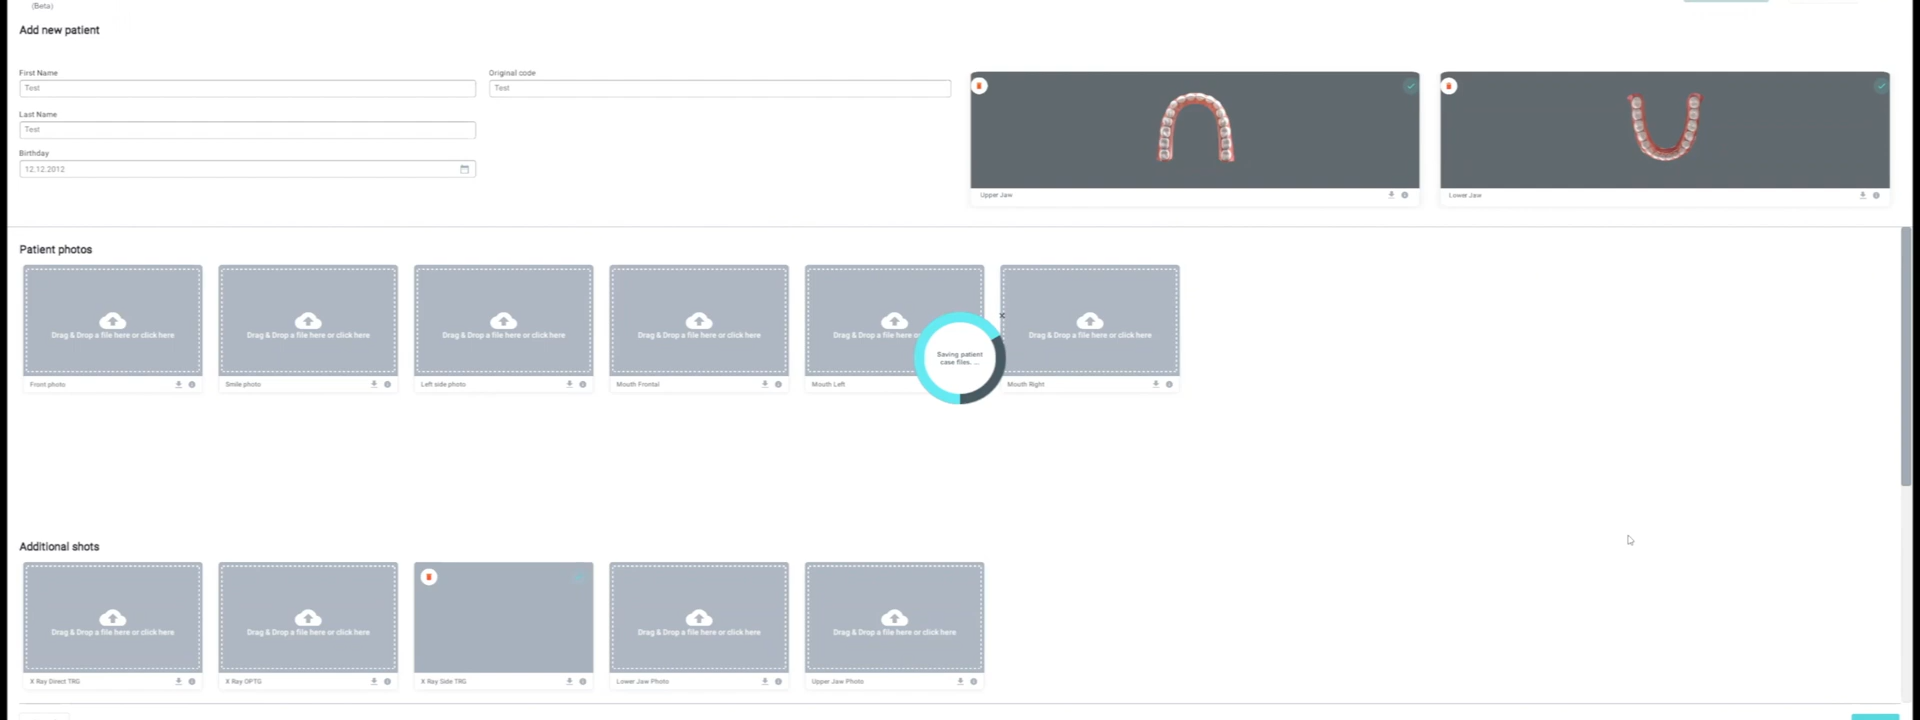 (Beta)
Add new patient
First Name
Original code
Test
Test
Last Name
Test
Birthday
12.12.2012
Upper Jaw
Lower Jaw
Patient photos
Drag & Drop a file here or click here
Drag & Drop a file here or click here
Drag & Drop a file here or click here
Drag & Drop a file here or click here
Drag & Drop a file here o
Drag & Drop a file here or click here
Saving patient
case files. ...
Front photo
Smile photo
Left side photo
Mouth Frontal
Mouth Left
Mouth Right
Additional shots
Drag & Drop a file here or click here
Drag & Drop a file here or click here
Drag & Drop a file here or click here
Drag & Drop a file here or click here
X Ray Direct TRG
X Ray OPTG
X Ray Side TRG
Lower Jaw Photo
Upper Jaw Photo